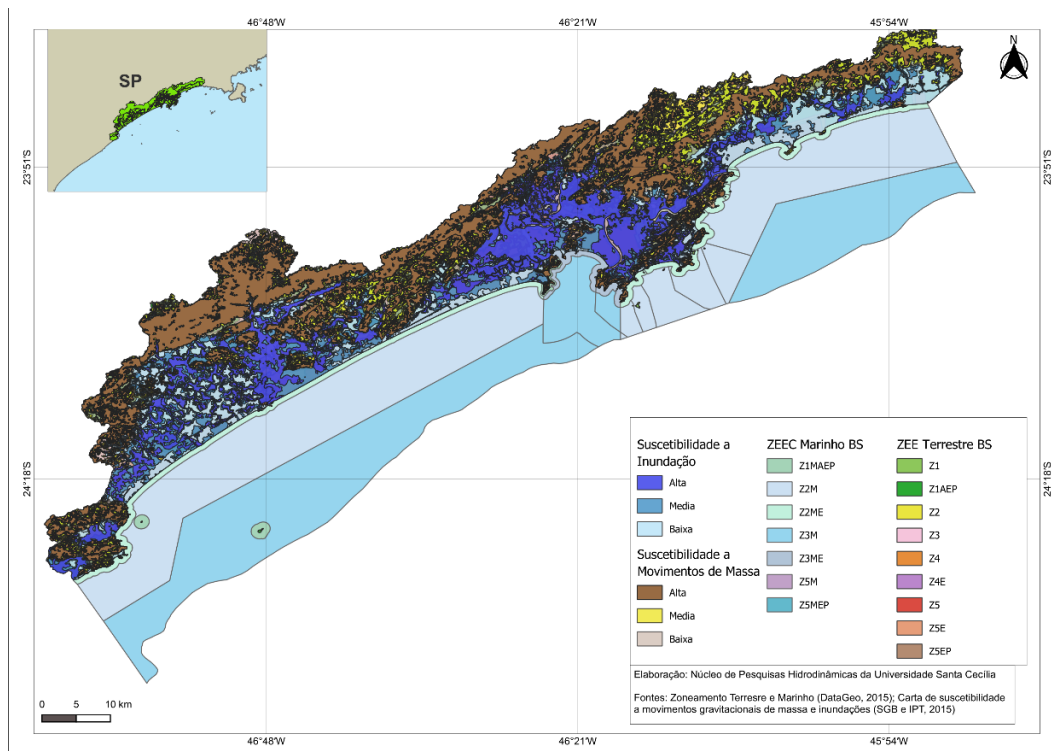 46°48'W
46°21'W
45°54'W
SP
N
23°51'S
23°51'S
24°18'S
24°18'S
Suscetibilidade a
Inundação
Alta
Media
Baixa
Suscetibilidade a
Movimentos de Massa
Alta
Media
Baixa
ZEEC Marinho BS
Z1MAEP
Z2M
Z2ME
Z3M
Z3ME
Z5M
Z5MEP
ZEE Terrestre BS
Z1
Z1AEP
Z2
Z3
Z4
Z4E
Z5
Z5E
Z5EP
Elaboração: Núcleo de Pesquisas Hidrodinâmicas da Universidade Santa Cecília
Fontes: Zoneamento Terresre e Marinho (DataGeo, 2015); Carta de suscetibilidade
a movimentos gravitacionais de massa e inundações (SGB e IPT, 2015)
0 5 10 km
46°48'W
46°21'W
45°54'W